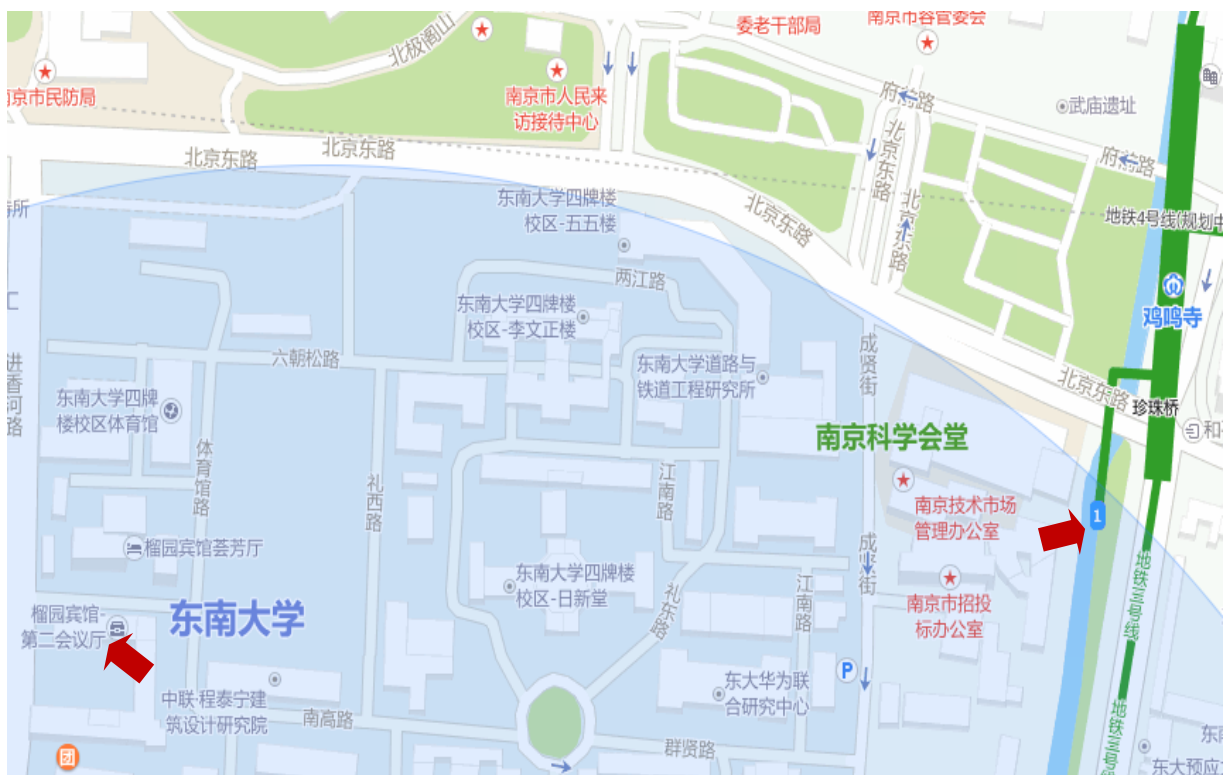 委老干部局
南京市容管委会
北极阁山
南京市民防局
南京市人民来
访接待中心
府前路
武庙遗址
府前路
北京东路
北京东路
北京东路
北京东路
北京东路
东南大学四牌楼
校区-五五楼
地铁4号线(规划中
两江路
东南大学四牌楼
校区-李文正楼
鸡鸣寺
进香河路
六朝松路
成贤街
东南大学道路与
铁道工程研究所
北京东路
珍珠桥
东南大学四牌
楼校区体育馆
南京科学会堂
体育馆路
礼西路
江南路
南京技术市场
管理办公室
1
榴园宾馆荟芳厅
成贤街
地铁三号线
东南大学四牌楼
校区-日新堂
江南路
礼东路
南京市招投
标办公室
榴园宾馆-
第二会议厅
东南大学
P
中联·程泰宁建
筑设计研究院
东大华为联
合研究中心
南高路
群贤路
地铁三号
团
东大预应